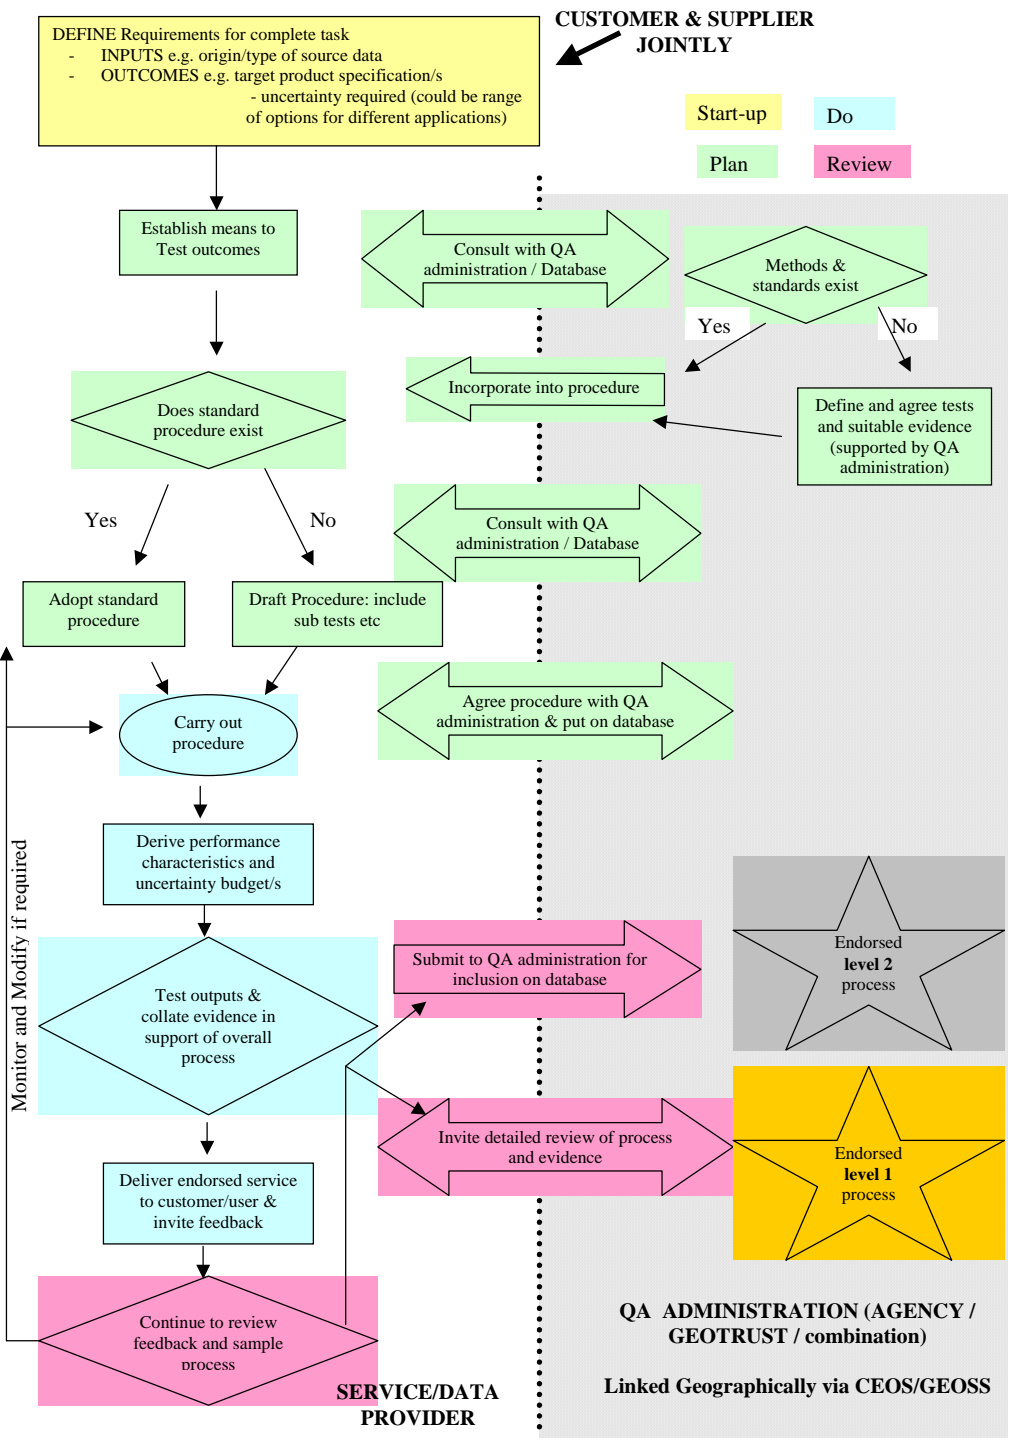 CUSTOMER & SUPPLIER
JOINTLY
DEFINE Requirements for complete task
- INPUTS e.g. origin/type of source data
- OUTCOMES e.g. target product specification/s
- uncertainty required (could be range
of options for different applications)
Start-up
Do
Plan
Review
Establish means to
Test outcomes
Consult with QA
administration / Database
Methods &
standards exist
Yes
No
Incorporate into procedure
Define and agree tests
and suitable evidence
(supported by QA
administration)
Does standard
procedure exist
Yes
No
Consult with QA
administration / Database
Adopt standard
procedure
Draft Procedure: include
sub tests etc
Agree procedure with QA
administration & put on database
Carry out
procedure
Derive performance
characteristics and
uncertainty budget/s
Monitor and Modify if required
Submit to QA administration for
inclusion on database
Endorsed
level 2
process
Test outputs &
collate evidence in
support of overall
process
Invite detailed review of process
and evidence
Endorsed
level 1
process
Deliver endorsed service
to customer/user &
invite feedback
Continue to review
feedback and sample
process
SERVICE/DATA
PROVIDER
QA ADMINISTRATION (AGENCY /
GEOTRUST / combination)
Linked Geographically via CEOS/GEOSS